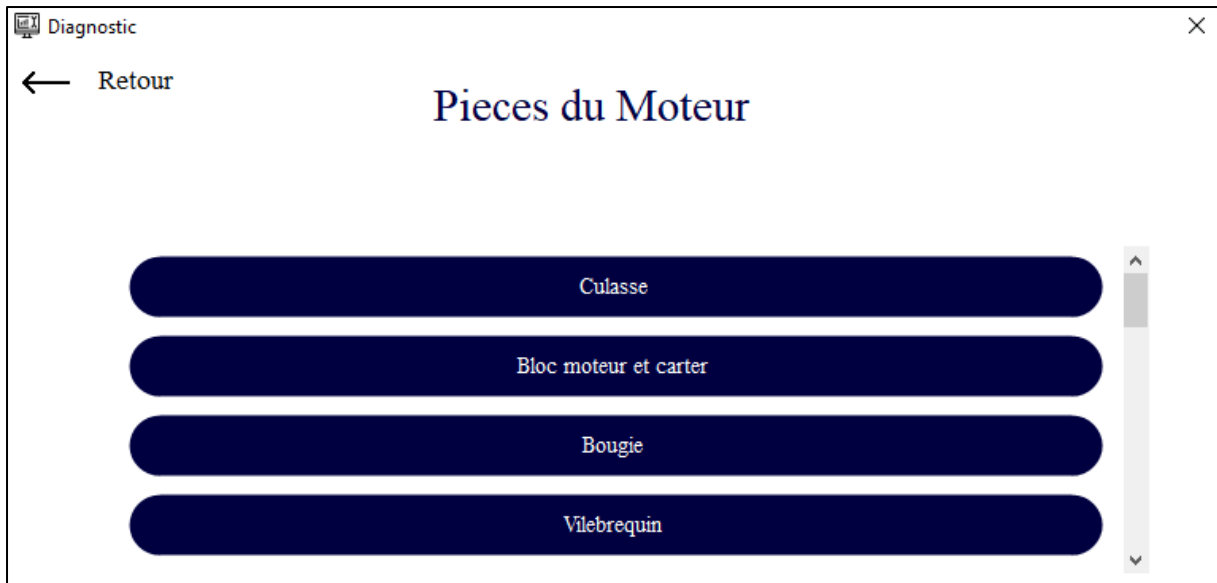 Diagnostic
Retour
Pieces du Moteur
Culasse
Bloc moteur et carter
Bougie
Vilebrequin